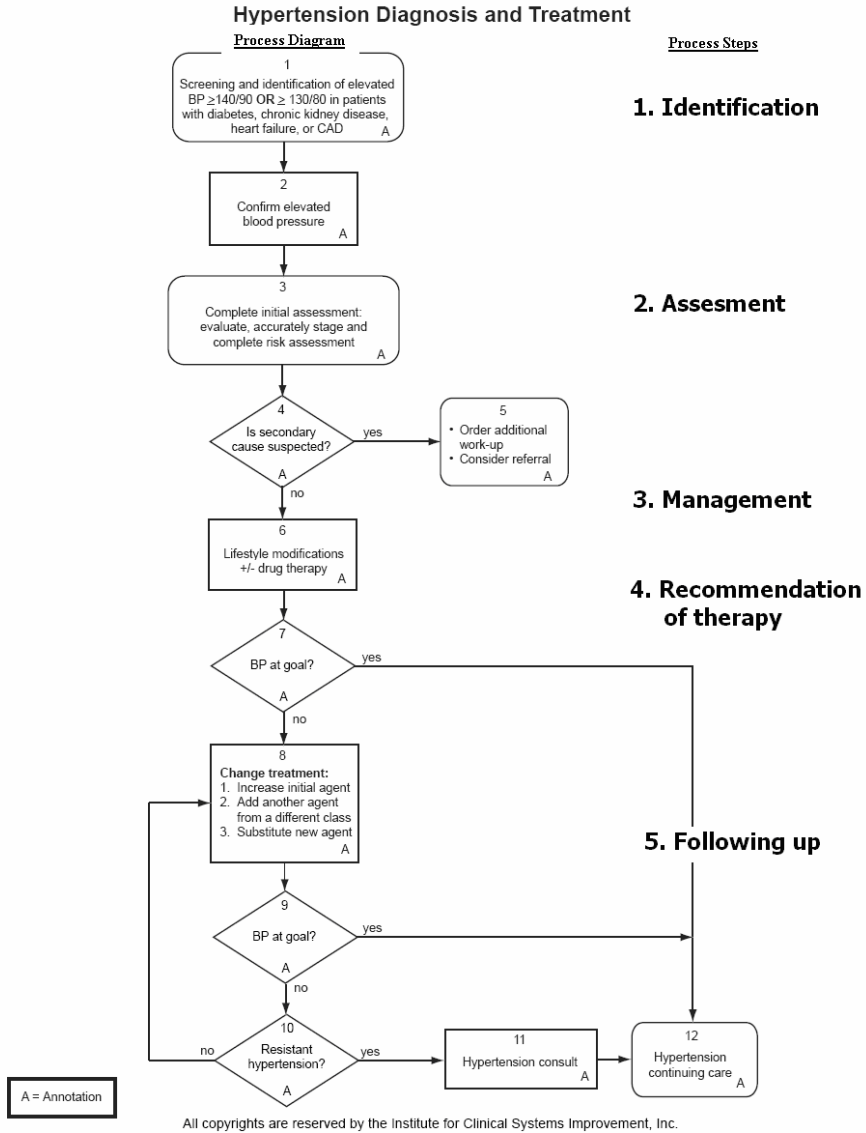 Hypertension Diagnosis and Treatment
Process Diagram
Process Steps
1
Screening and identification of elevated
BP ≥140/90 OR ≥ 130/80 in patients
with diabetes, chronic kidney disease,
heart failure, or CAD
A
1. Identification
2
Confirm elevated
blood pressure
A
3
Complete initial assessment:
evaluate, accurately stage and
complete risk assessment
A
2. Assesment
4
Is secondary
cause suspected?
A
yes
no
5
• Order additional
work-up
• Consider referral
A
3. Management
6
Lifestyle modifications
+/- drug therapy
A
4. Recommendation
of therapy
7
BP at goal?
A
yes
no
8
Change treatment:
1. Increase initial agent
2. Add another agent
from a different class
3. Substitute new agent
A
5. Following up
9
BP at goal?
A
yes
no
10
Resistant
hypertension?
A
no
yes
11
Hypertension consult
A
12
Hypertension
continuing care
A
A = Annotation
All copyrights are reserved by the Institute for Clinical Systems Improvement, Inc.